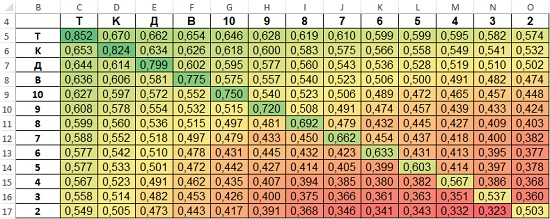 B C D E F G H I J K L M N O
4 Т К Д В 10 9 8 7 6 5 4 3 2
5 Т 0,852 0,670 0,662 0,654 0,646 0,628 0,619 0,610 0,599 0,599 0,595 0,582 0,574
6 К 0,653 0,824 0,634 0,626 0,618 0,600 0,583 0,575 0,566 0,558 0,549 0,541 0,532
7 Д 0,644 0,614 0,799 0,602 0,595 0,577 0,560 0,543 0,536 0,528 0,519 0,510 0,502
8 В 0,636 0,606 0,581 0,775 0,575 0,557 0,540 0,523 0,506 0,500 0,491 0,482 0,474
9 10 0,627 0,597 0,572 0,552 0,750 0,540 0,523 0,506 0,489 0,472 0,465 0,457 0,448
10 9 0,608 0,578 0,554 0,532 0,515 0,720 0,508 0,491 0,474 0,457 0,439 0,433 0,424
11 8 0,599 0,560 0,536 0,515 0,497 0,481 0,692 0,479 0,432 0,445 0,427 0,409 0,403
12 7 0,588 0,552 0,518 0,497 0,479 0,433 0,450 0,662 0,454 0,437 0,418 0,400 0,382
13 6 0,577 0,542 0,510 0,478 0,431 0,445 0,432 0,423 0,633 0,431 0,413 0,395 0,377
14 5 0,577 0,533 0,501 0,472 0,442 0,427 0,414 0,405 0,399 0,603 0,414 0,397 0,378
15 4 0,567 0,523 0,491 0,462 0,435 0,407 0,394 0,385 0,380 0,382 0,567 0,386 0,368
16 3 0,558 0,514 0,482 0,453 0,426 0,400 0,375 0,366 0,361 0,363 0,351 0,537 0,360
17 2 0,549 0,505 0,473 0,443 0,417 0,391 0,368 0,346 0,341 0,343 0,332 0,323 0,503